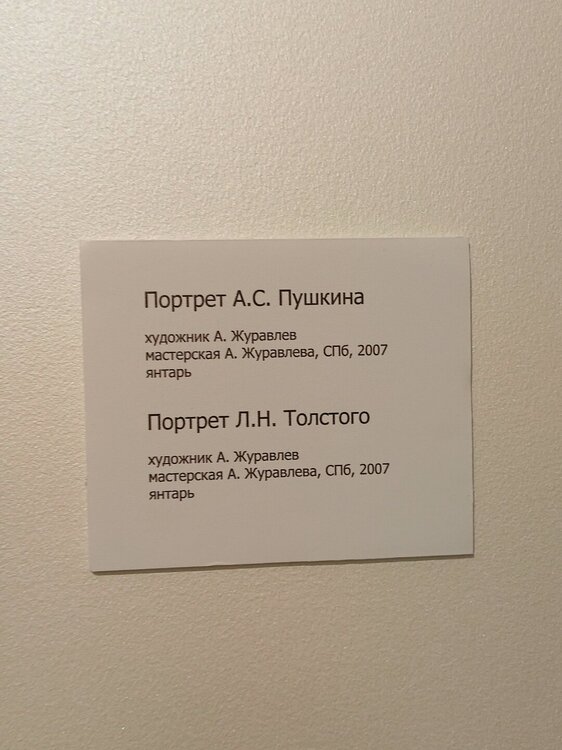 Портрет А.С. Пушкина
художник А. Журавлев
мастерская А. Журавлева, СПб, 2007
янтарь
Портрет Л.Н. Толстого
художник А. Журавлев
мастерская А. Журавлева, СПб, 2007
янтарь